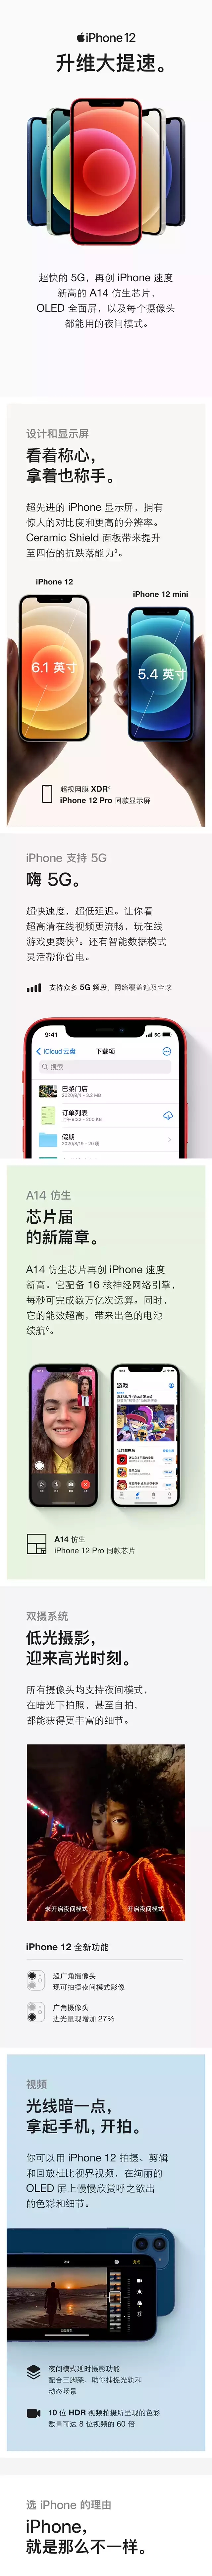 iPhone 12
升维大提速。
超快的 5G，再创 iPhone 速度
新高的 A14 仿生芯片，
OLED 全面屏，以及每个摄像头
都能用的夜间模式。
设计和显示屏
看着称心，
拿着也称手。
超先进的 iPhone 显示屏，拥有
惊人的对比度和更高的分辨率。
Ceramic Shield 面板带来提升
至四倍的抗跌落能力◊。
iPhone 12
iPhone 12 mini
6.1 英寸
5.4 英寸
超视网膜 XDR◊
iPhone 12 Pro 同款显示屏
iPhone 支持 5G
嗨 5G。
超快速度，超低延迟。让你看
超高清在线视频更流畅，玩在线
游戏更爽快◊。还有智能数据模式
灵活帮你省电。
支持众多 5G 频段，网络覆盖遍及全球
9:41
5G
iCloud 云盘
下载项
搜索
巴黎门店
2020/9/4 - 3.2 MB
订单列表
上午9:32 - 200 KB
假期
2020/8/19 - 20项
A14 仿生
芯片届
的新篇章。
A14 仿生芯片再创 iPhone 速度
新高。它配备 16 核神经网络引擎，
每秒可完成数万亿次运算。同时，
它的能效超高，带来出色的电池
续航◊。
游戏
A14 仿生
iPhone 12 Pro 同款芯片
双摄系统
低光摄影，
迎来高光时刻。
所有摄像头均支持夜间模式，
在暗光下拍照，甚至自拍，
都能获得更丰富的细节。
未开启夜间模式
开启夜间模式
iPhone 12 全新功能
超广角摄像头
现可拍摄夜间模式影像
广角摄像头
进光量现增加 27%
视频
光线暗一点，
拿起手机，开拍。
你可以用 iPhone 12 拍摄、剪辑
和回放杜比视界视频，在绚丽的
OLED 屏上慢慢欣赏呼之欲出
的色彩和细节。
夜间模式延时摄影功能
配合三脚架，助你捕捉光轨和
动态场景
10 位 HDR 视频拍摄所呈现的色彩
数量可达 8 位视频的 60 倍
选 iPhone 的理由
iPhone，
就是那么不一样。